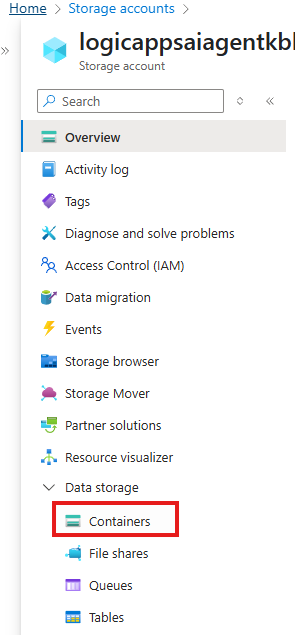 Home > Storage accounts >
logicappsaiagentkbl
Storage account
Search
Overview
Activity log
Tags
Diagnose and solve problems
Access Control (IAM)
Data migration
Events
Storage browser
Storage Mover
Partner solutions
Resource visualizer
Data storage
Containers
File shares
Queues
Tables